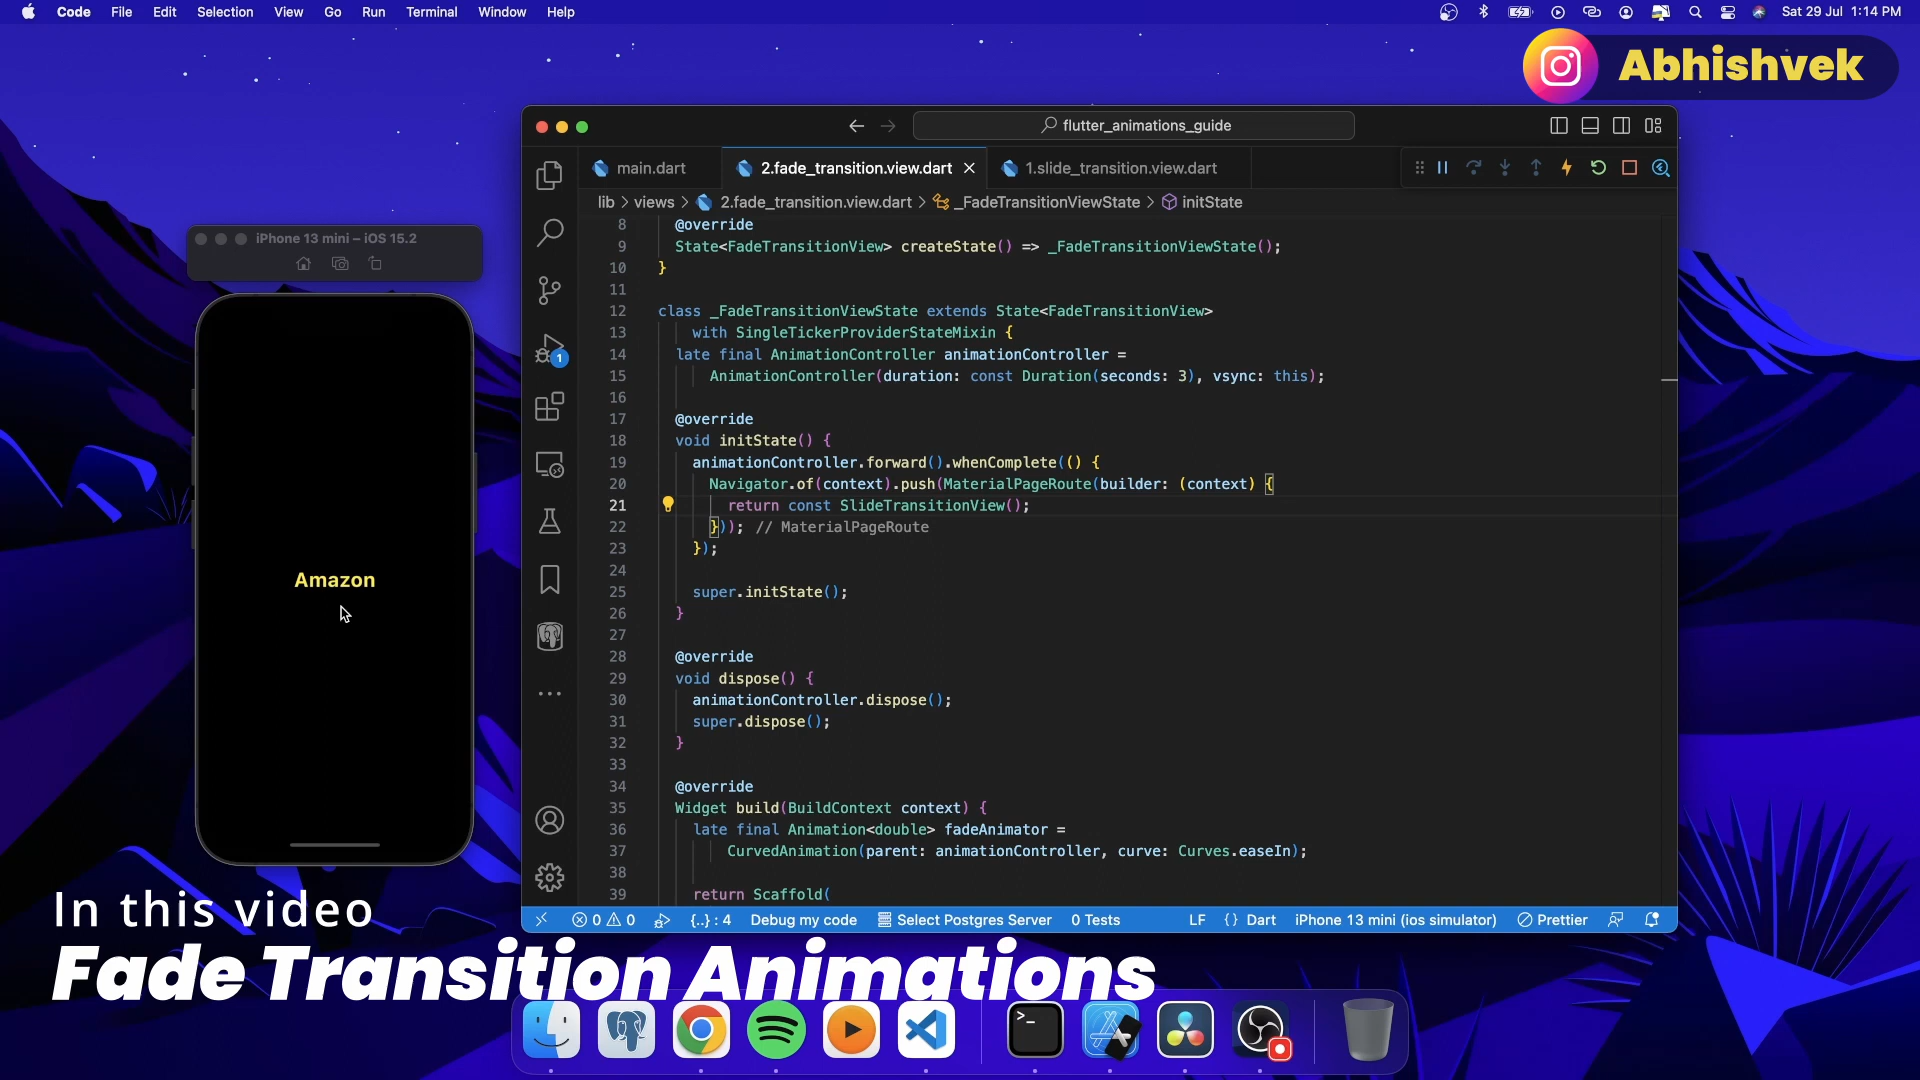 Code File Edit Selection View Go Run Terminal Window Help
Sat 29 Jul 1:14 PM
Abhishvek
flutter_animations_guide
main.dart
2.fade_transition.view.dart
1.slide_transition.view.dart
lib > views > 2.fade_transition.view.dart > _FadeTransitionViewState > initState
iPhone 13 mini – iOS 15.2
Amazon
8 @override
9 State<FadeTransitionView> createState() => _FadeTransitionViewState();
10 }
11
12 class _FadeTransitionViewState extends State<FadeTransitionView>
13 with SingleTickerProviderStateMixin {
14 late final AnimationController animationController =
15 AnimationController(duration: const Duration(seconds: 3), vsync: this);
16
17 @override
18 void initState() {
19 animationController.forward().whenComplete(() {
20 Navigator.of(context).push(MaterialPageRoute(builder: (context) {
21 return const SlideTransitionView();
22 })); // MaterialPageRoute
23 });
24
25 super.initState();
26 }
27
28 @override
29 void dispose() {
30 animationController.dispose();
31 super.dispose();
32 }
33
34 @override
35 Widget build(BuildContext context) {
36 late final Animation<double> fadeAnimator =
37 CurvedAnimation(parent: animationController, curve: Curves.easeIn);
38
39 return Scaffold(
1
0 0 {..} : 4 Debug my code Select Postgres Server 0 Tests LF {} Dart iPhone 13 mini (ios simulator) Prettier
In this video
Fade Transition Animations
>_